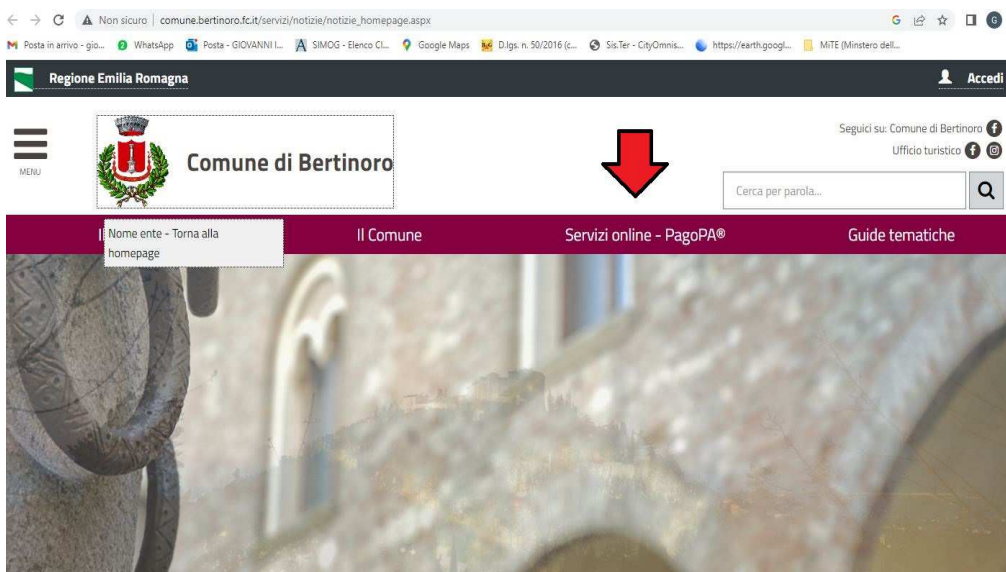 Non sicuro | comune.bertinoro.fc.it/servizi/notizie/notizie_homepage.aspx
G
Posta in arrivo - gio... WhatsApp Posta - GIOVANNI I... SIMOG - Elenco CI... Google Maps D.lgs. n. 50/2016 (c... Sis.Ter - CityOmnis... https://earth.googl... MiTE (Minstero dell...
Regione Emilia Romagna Accedi
Seguici su: Comune di Bertinoro
Ufficio turistico
MENU
Comune di Bertinoro
Cerca per parola...
Il Comune Servizi online - PagoPA® Guide tematiche
Nome ente - Torna alla
homepage